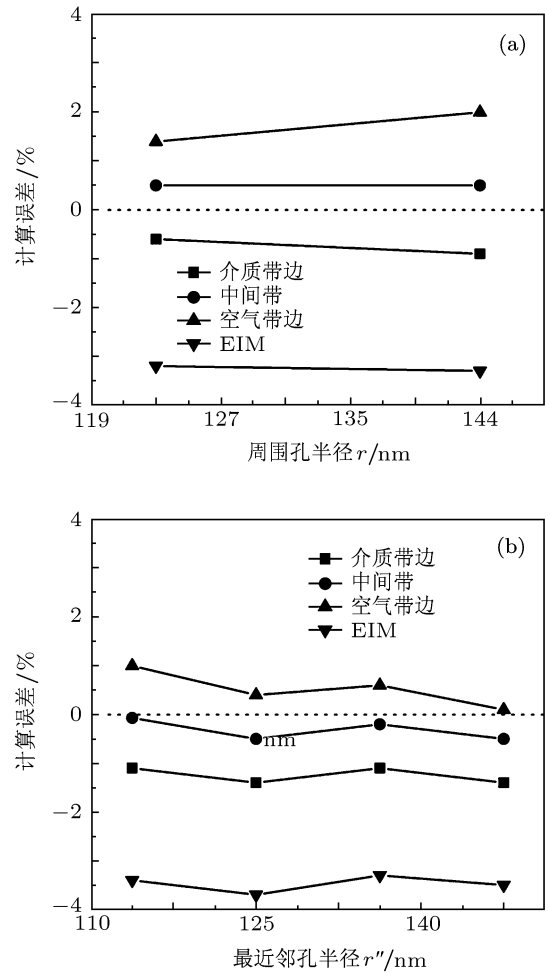 4
(a)
2
0
−2
−4
计算误差/%
介质带边
中间带
空气带边
EIM
119 127 135 144
周围孔半径 r/nm
4
(b)
2
0
−2
−4
计算误差/%
介质带边
中间带
空气带边
EIM
nm
110 125 140
最近邻孔半径 r″/nm